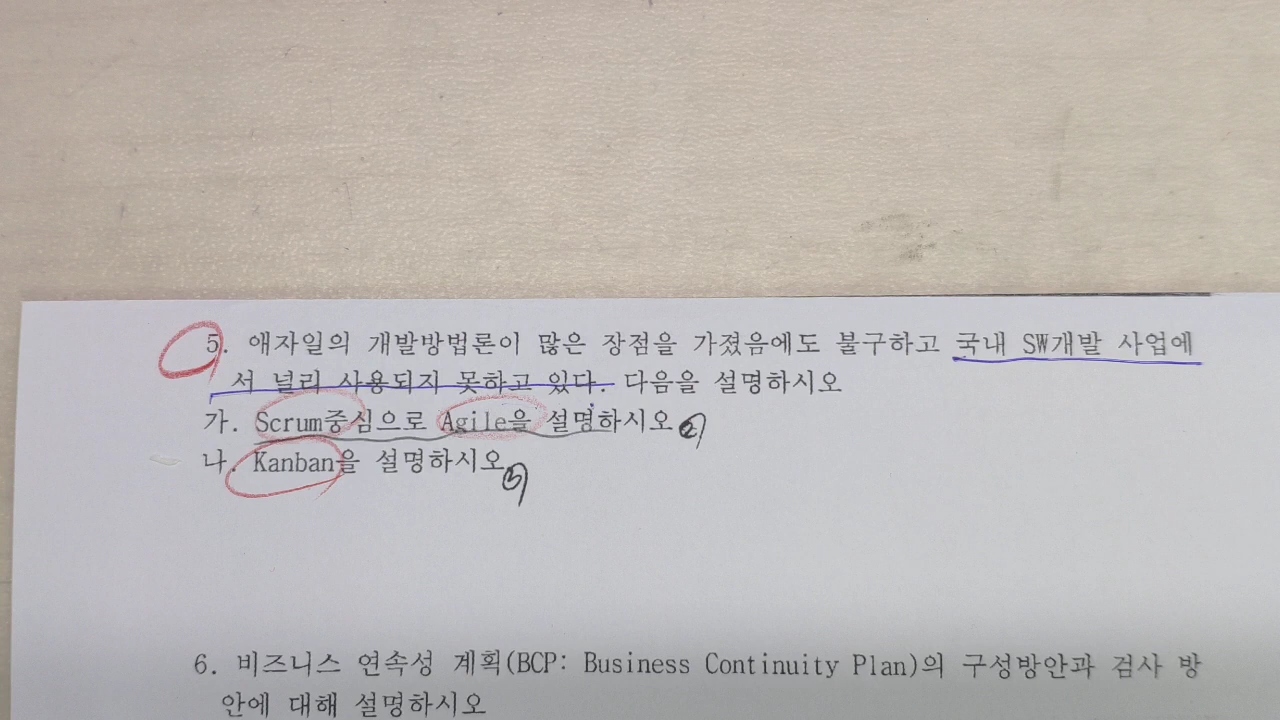 5. 애자일의 개발방법론이 많은 장점을 가졌음에도 불구하고 국내 SW개발 사업에
서 널리 사용되지 못하고 있다. 다음을 설명하시오
가. Scrum중심으로 Agile을 설명하시오 2)
나. Kanban을 설명하시오
6. 비즈니스 연속성 계획(BCP: Business Continuity Plan)의 구성방안과 검사 방
안에 대해 설명하시오